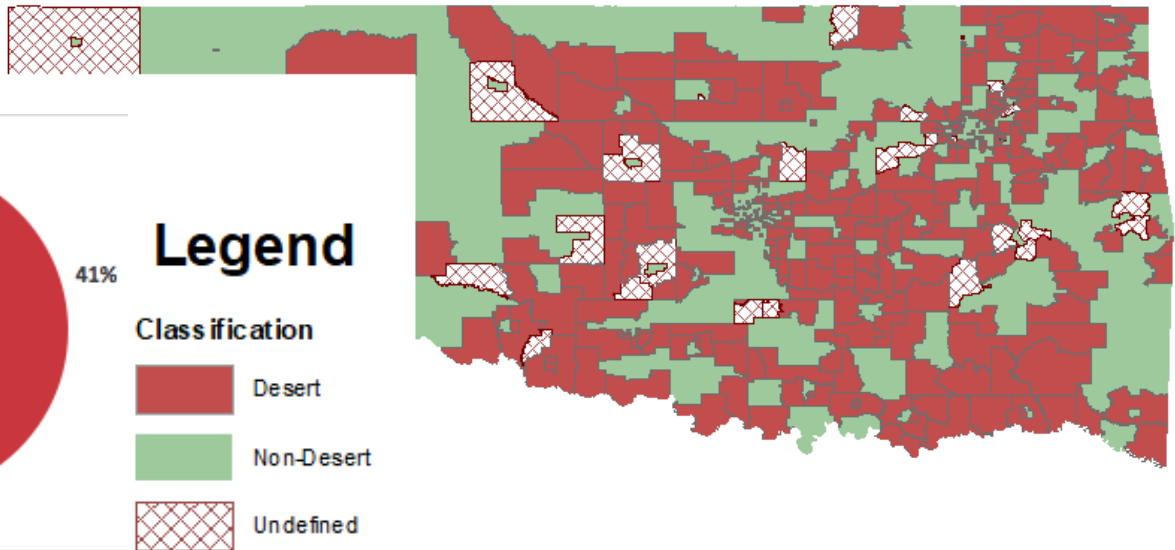 41%
Legend
Classification
Desert
Non-Desert
Undefined